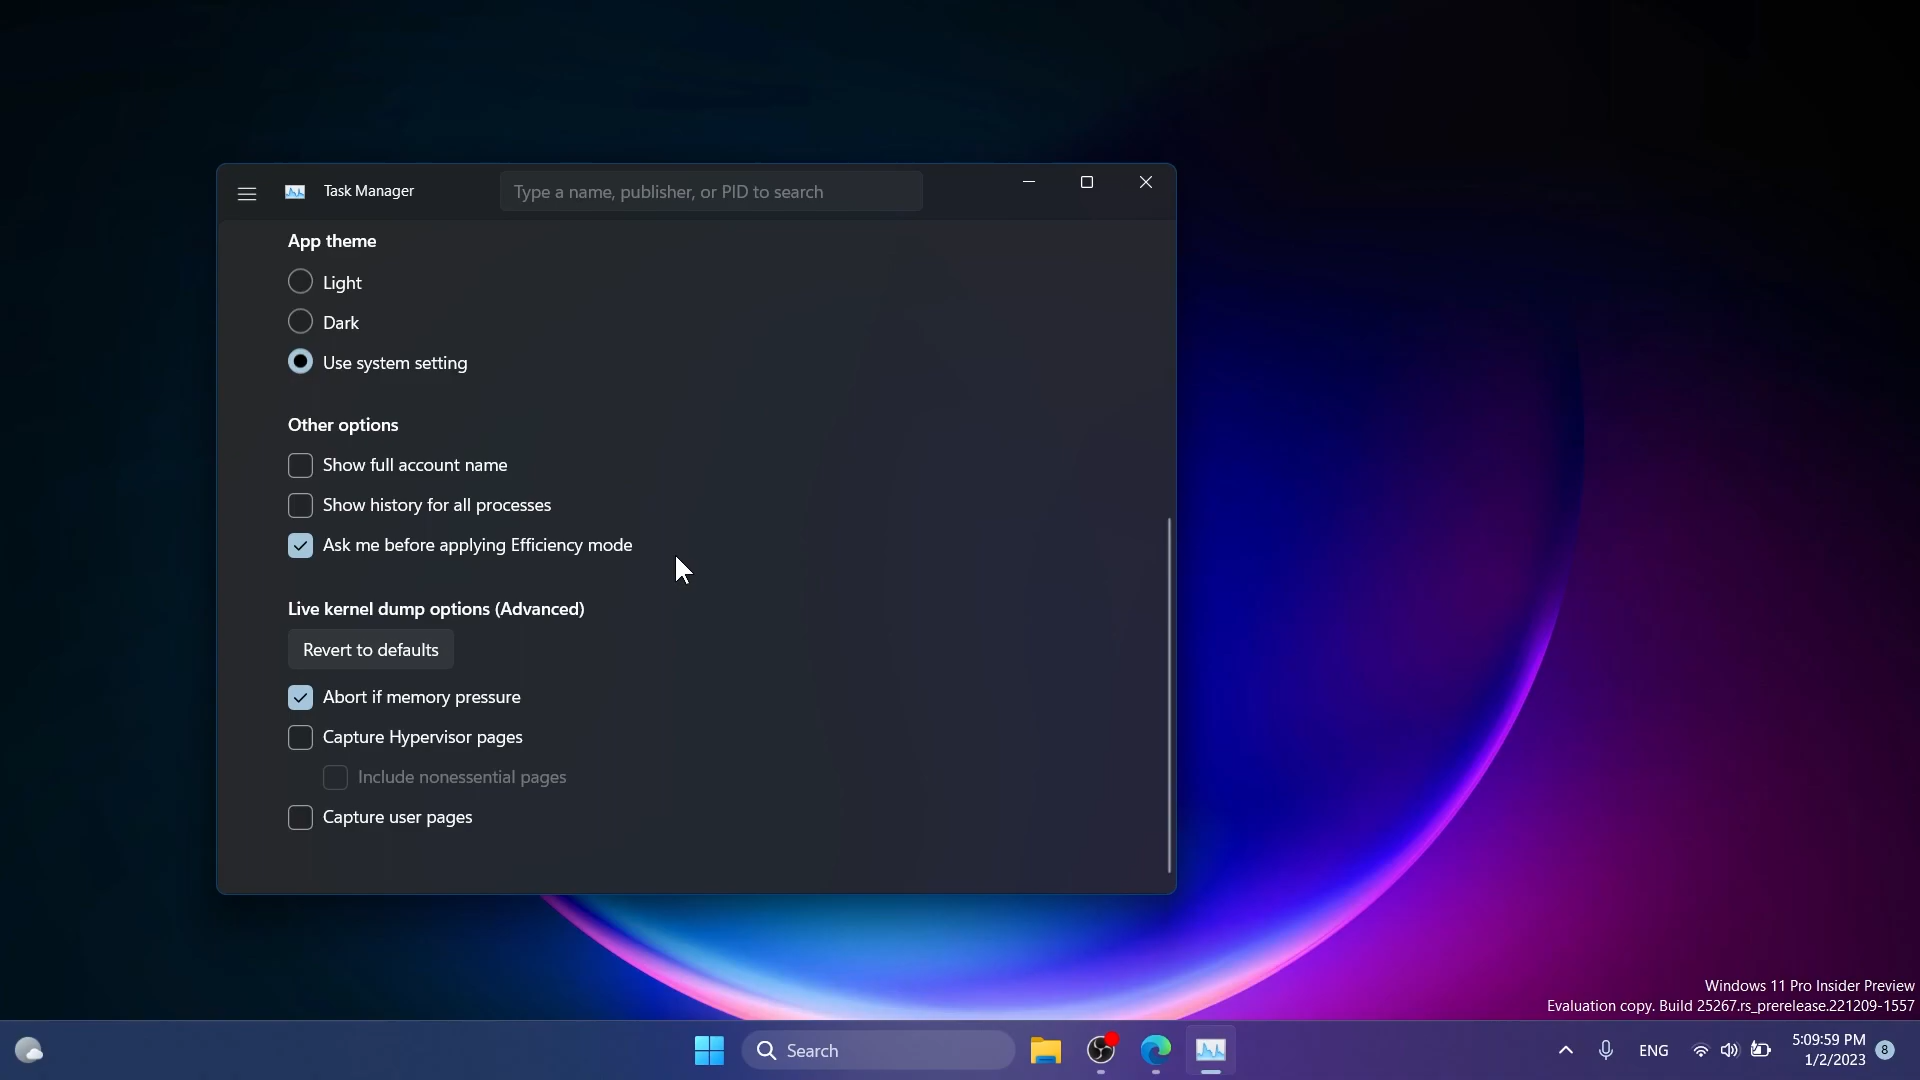 Task Manager
Type a name, publisher, or PID to search
App theme
Light
Dark
Use system setting
Other options
Show full account name
Show history for all processes
Ask me before applying Efficiency mode
Live kernel dump options (Advanced)
Revert to defaults
Abort if memory pressure
Capture Hypervisor pages
Include nonessential pages
Capture user pages
Windows 11 Pro Insider Preview
Evaluation copy. Build 25267.rs_prerelease.221209-1557
Search
ENG
5:09:59 PM
1/2/2023
8